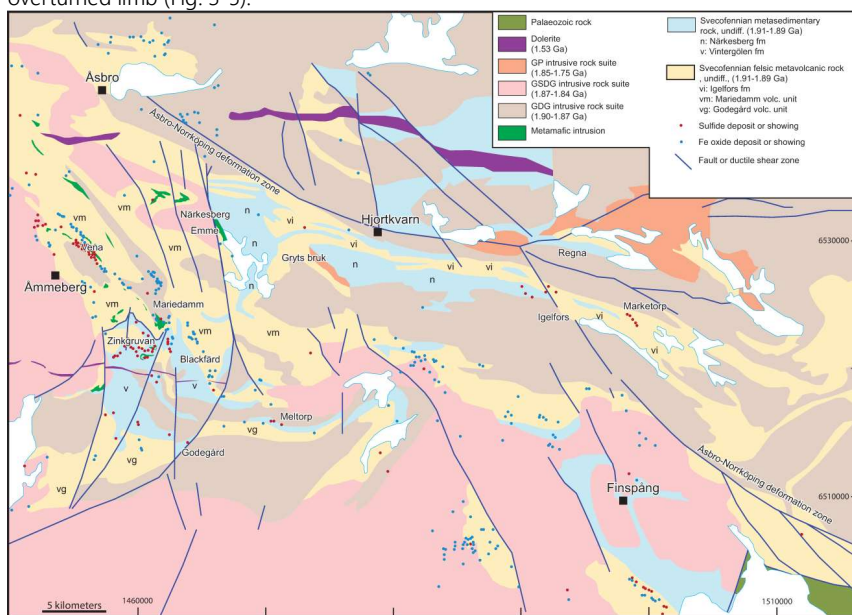 overturned limb (Fig. 3-3).
Palaeozoic rock
Dolerite
(1.53 Ga)
GP intrusive rock suite
(1.85-1.75 Ga)
GSDG intrusive rock suite
(1.87-1.84 Ga)
GDG intrusive rock suite
(1.90-1.87 Ga)
Metamafic intrusion
Svecofennian metasedimentary
rock, undiff. (1.91-1.89 Ga)
n: Närkesberg fm
v: Vintergölen fm
Svecofennian felsic metavolcanic rock
, undiff., (1.91-1.89 Ga)
vi: Igelfors fm
vm: Mariedamm volc. unit
vg: Godegård volc. unit
Sulfide deposit or showing
Fe oxide deposit or showing
Fault or ductile shear zone
Åsbro
Åsbro-Norrköping deformation zone
vm
Närkesberg
n
vi
Hjortkvarn
Emme
vm
n
vi
Regna
6530000
Gryts bruk
n
vi
vi
Åmmeberg
n
vm
Mariedamm
Igelfors
Marketorp
vm
vm
vi
Zinkgruvan
Blackfärd
v
v
Meltorp
vg
Godegård
vg
vg
Åsbro-Norrköping
deformation zone
Finspång
6510000
5 kilometers
1460000
1510000